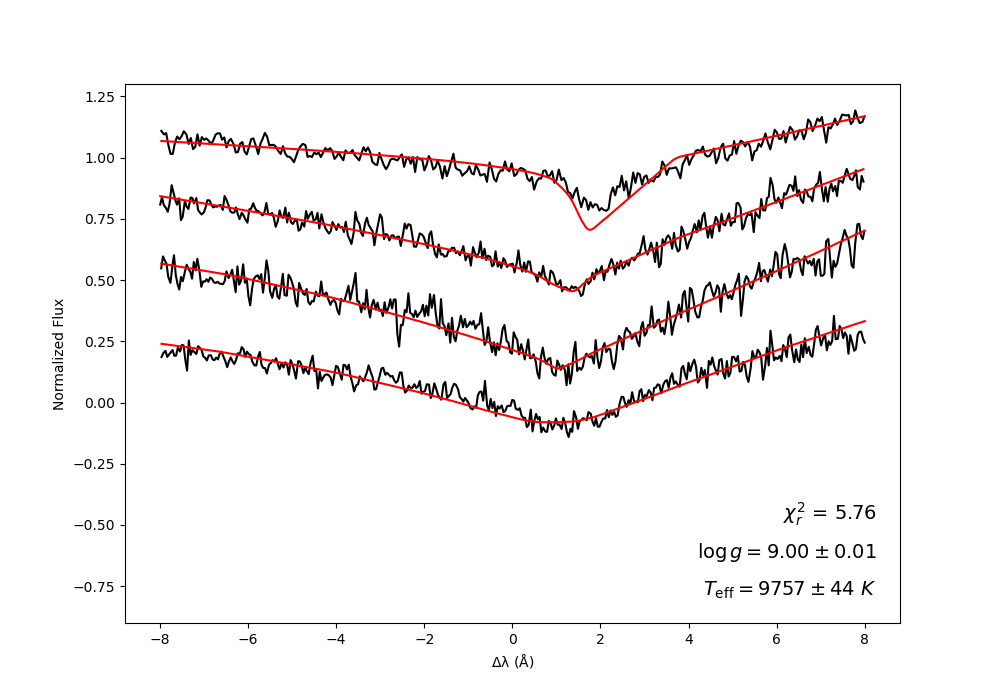 1.25
1.00
0.75
0.50
0.25
0.00
−0.25
−0.50
−0.75
Normalized Flux
χ²ᵣ = 5.76
log g = 9.00 ± 0.01
T_eff = 9757 ± 44 K
−8 −6 −4 −2 0 2 4 6 8
Δλ (Å)